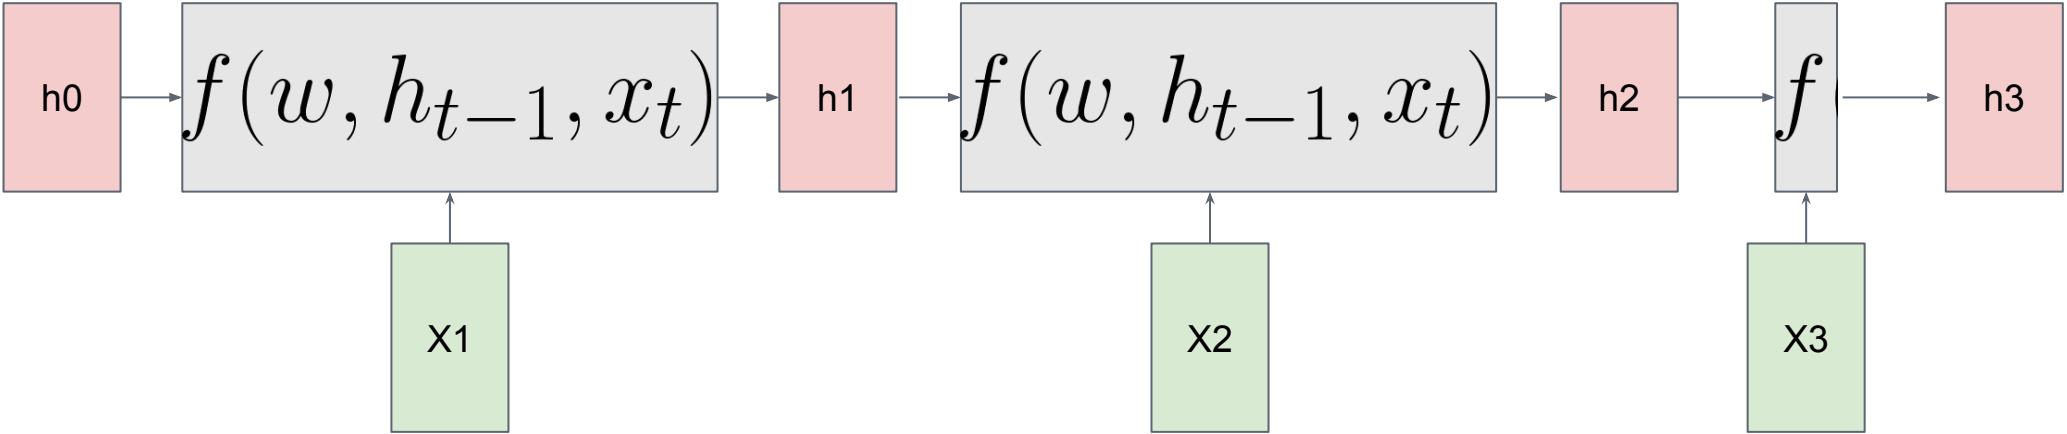 h0 f(w, h_{t-1}, x_t) h1 f(w, h_{t-1}, x_t) h2 f( h3
X1 X2 X3